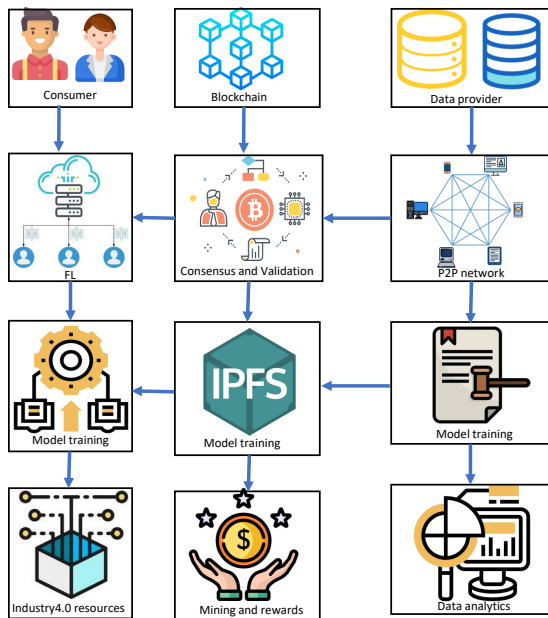 Consumer
Blockchain
Data provider
FL
Consensus and Validation
P2P network
IPFS
Model training
Model training
Model training
$
Industry4.0 resources
Mining and rewards
Data analytics